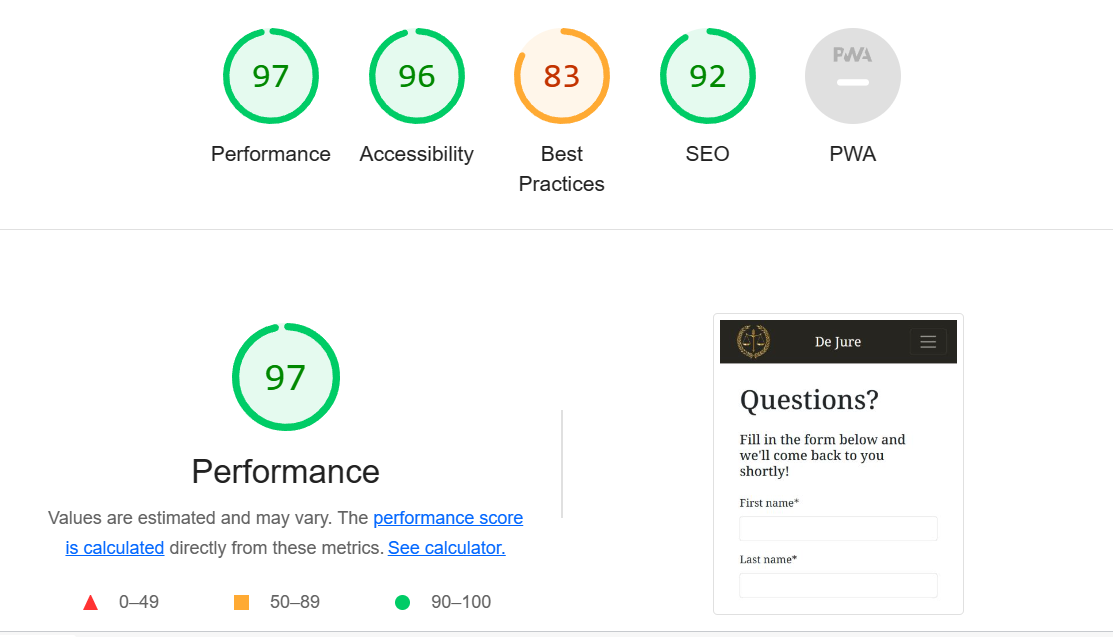 97
96
83
92
PWA
Performance
Accessibility
Best
Practices
SEO
PWA
97
Performance
Values are estimated and may vary. The performance score
is calculated directly from these metrics. See calculator.
0–49
50–89
90–100
De Jure
Questions?
Fill in the form below and
we'll come back to you
shortly!
First name*
Last name*